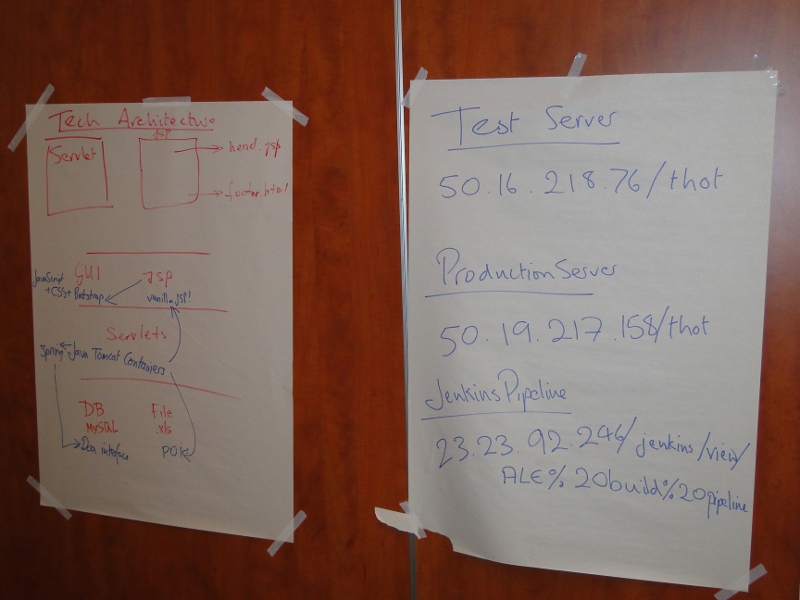 Tech Architecture
JSP
Servlet
head.jsp
footer.html
GUI
JSP
JavaScript
+ CSS + Bootstrap
vanilla JSP!
Servlets
Spring
Java Tomcat Containers
DB
MySQL
File
.xls
interface
POI
Test Server
50.16.218.76/thot
Production Server
50.19.217.158/thot
Jenkins Pipeline
23.23.92.246/jenkins/view/
ALE%20build%20pipeline